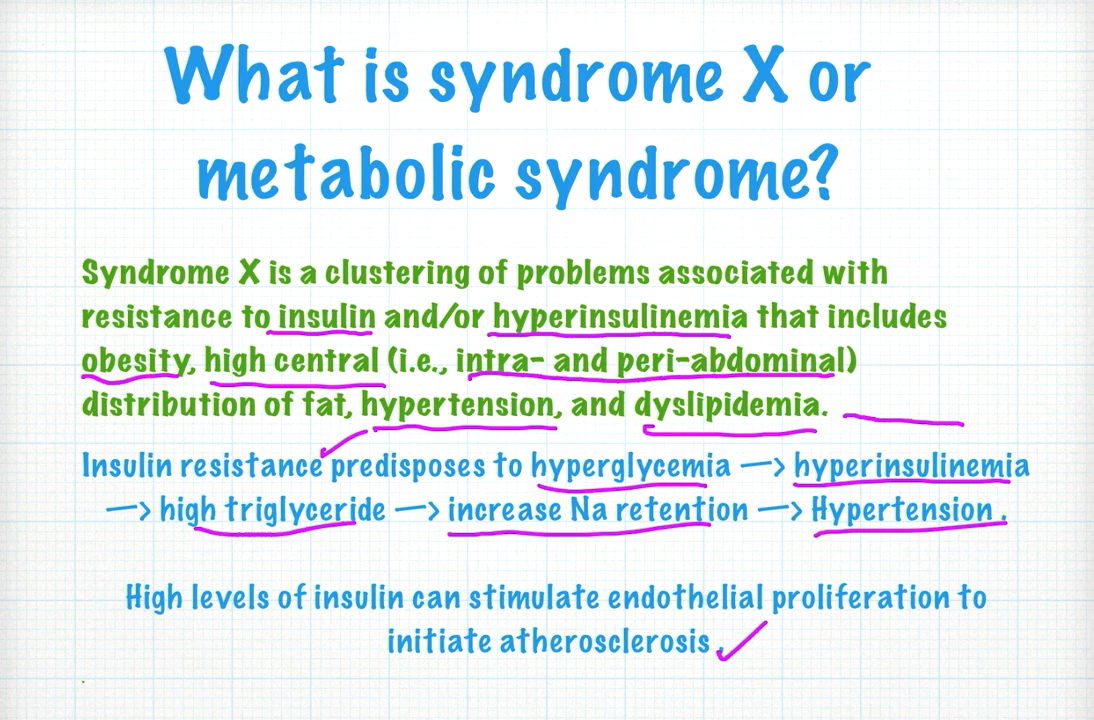 What is syndrome X or
metabolic syndrome?
Syndrome X is a clustering of problems associated with
resistance to insulin and/or hyperinsulinemia that includes
obesity, high central (i.e., intra- and peri-abdominal)
distribution of fat, hypertension, and dyslipidemia.
Insulin resistance predisposes to hyperglycemia —> hyperinsulinemia
—> high triglyceride —> increase Na retention —> Hypertension .
High levels of insulin can stimulate endothelial proliferation to
initiate atherosclerosis .